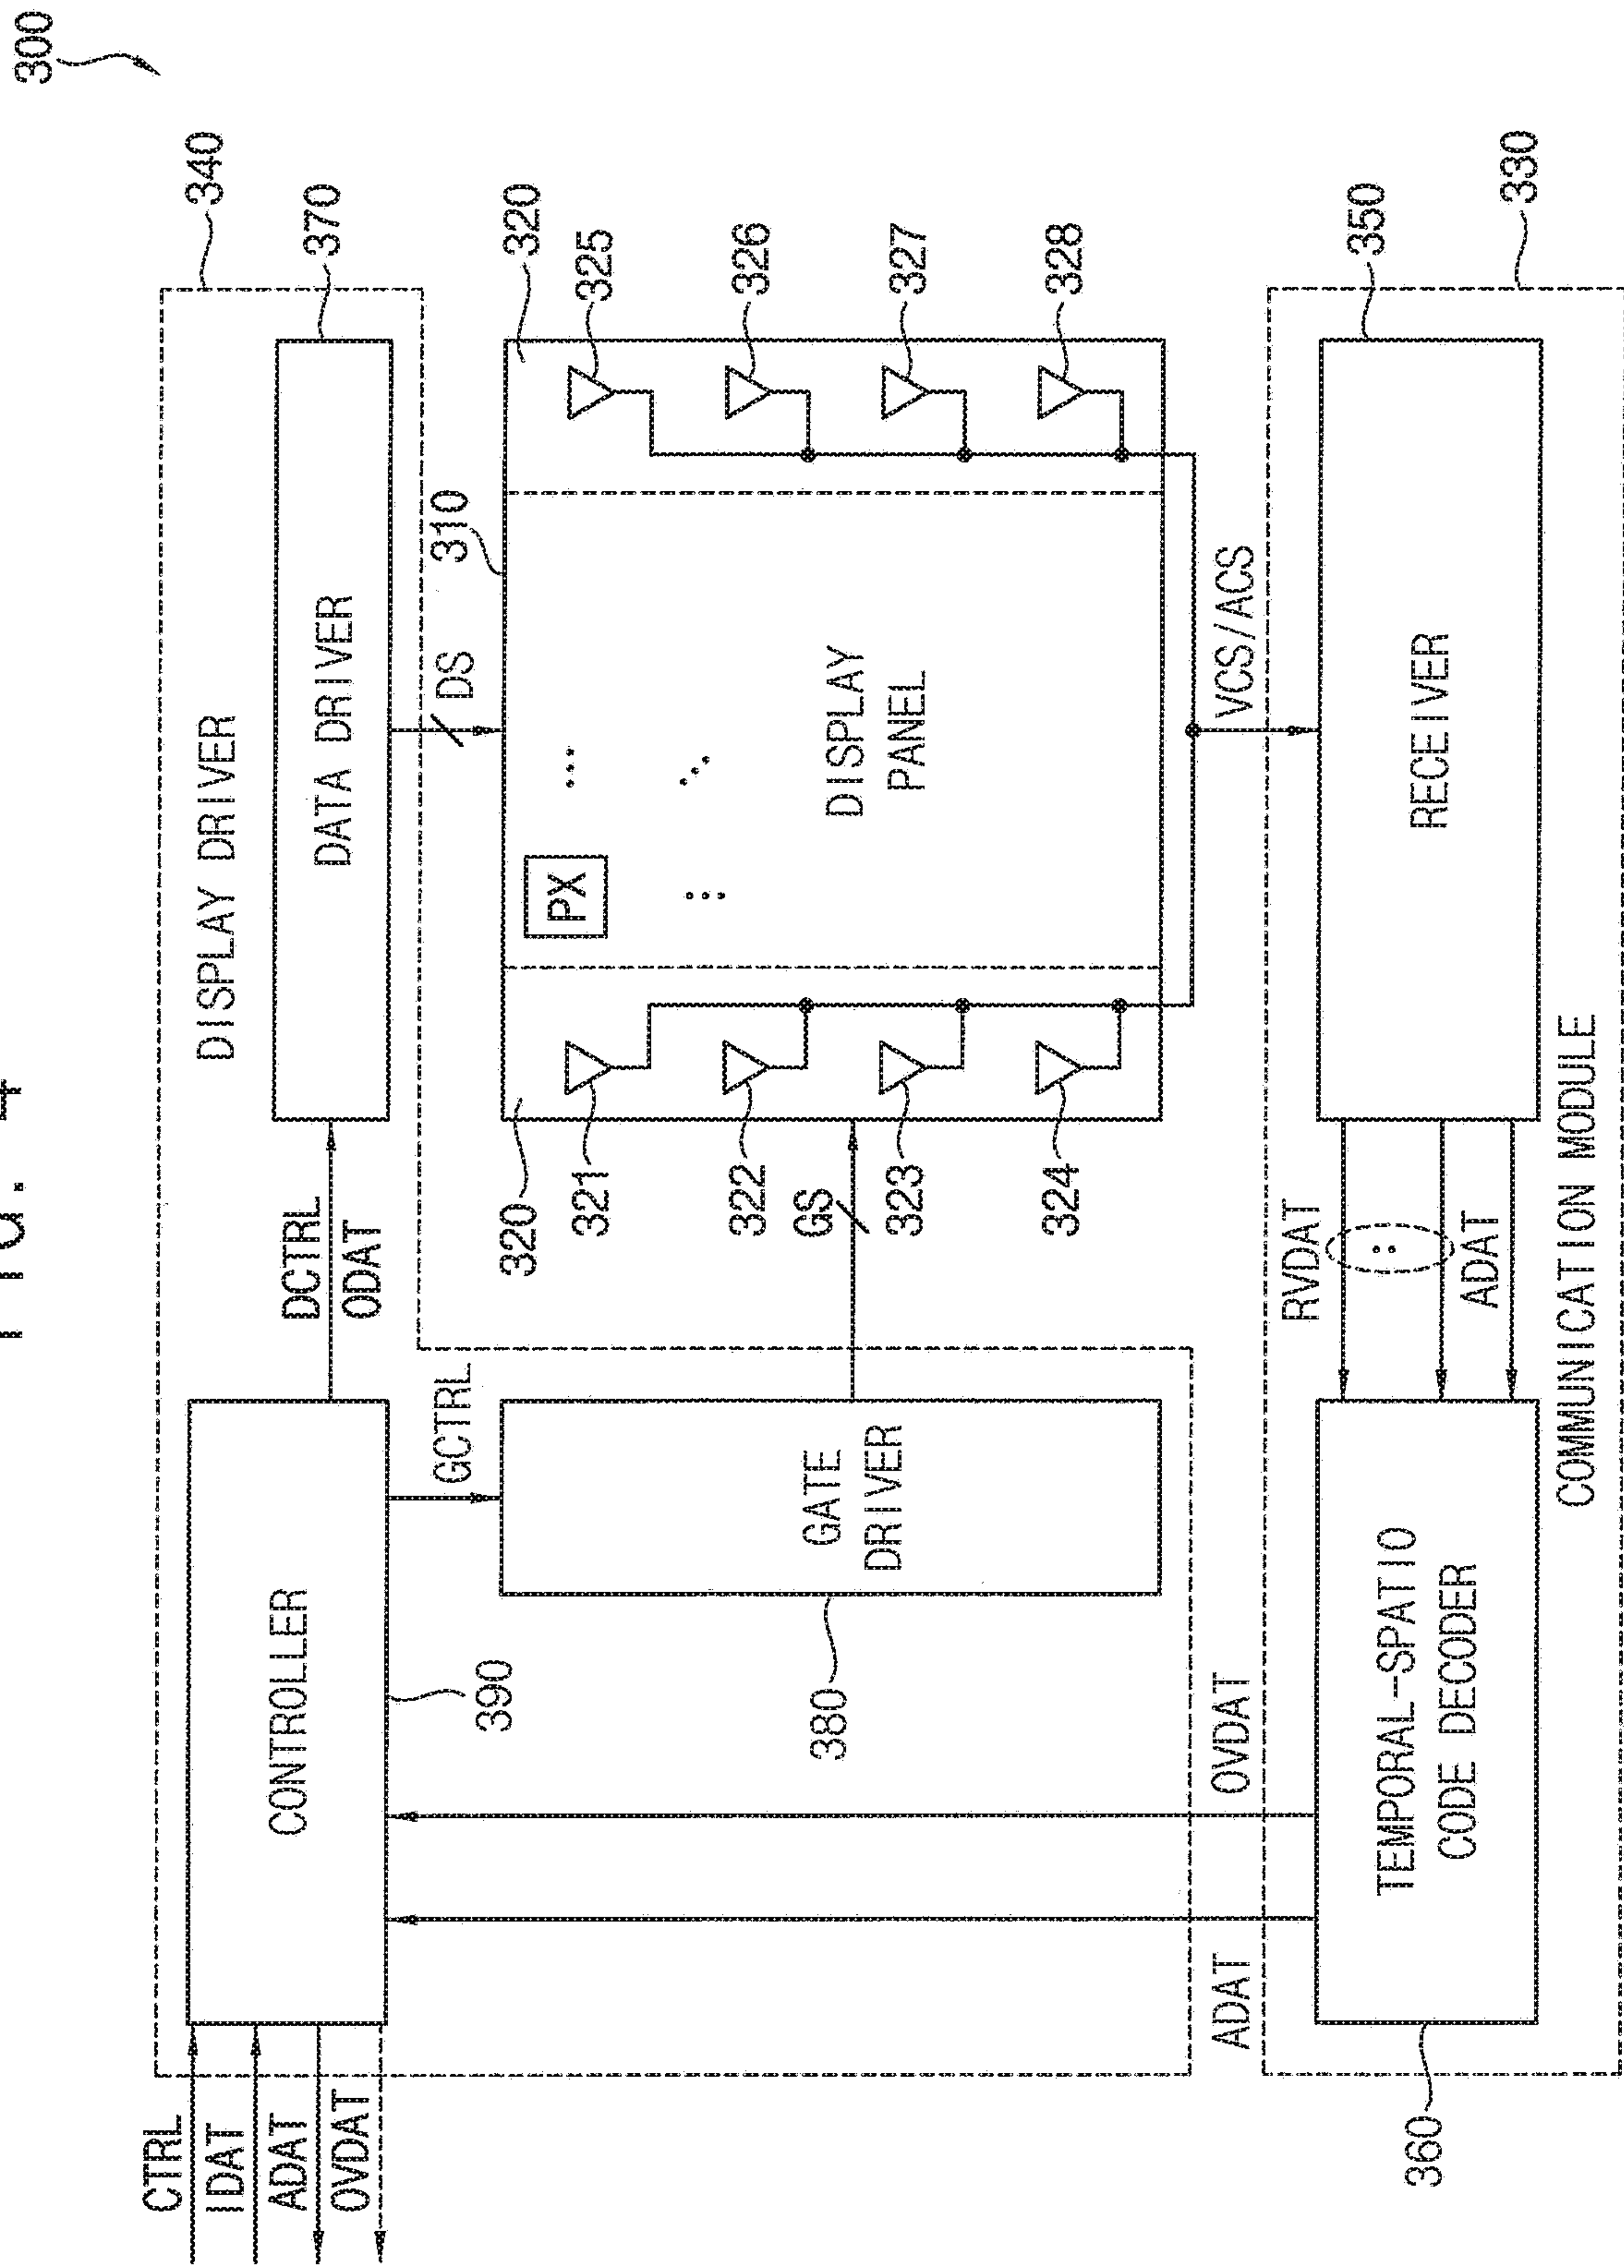 FIG. 4
300
DISPLAY DRIVER
340
CTRL
IDAT
ADAT
OVDAT
CONTROLLER
390
DCTRL
ODAT
DATA DRIVER
370
GCTRL
DS
310
320
320
GATE
DRIVER
380
GS
321
322
323
324
PX
DISPLAY
PANEL
325
326
327
328
ADAT
OVDAT
VCS/ACS
TEMPORAL-SPATIO
CODE DECODER
360
RVDAT
ADAT
RECEIVER
350
COMMUNICATION MODULE
330